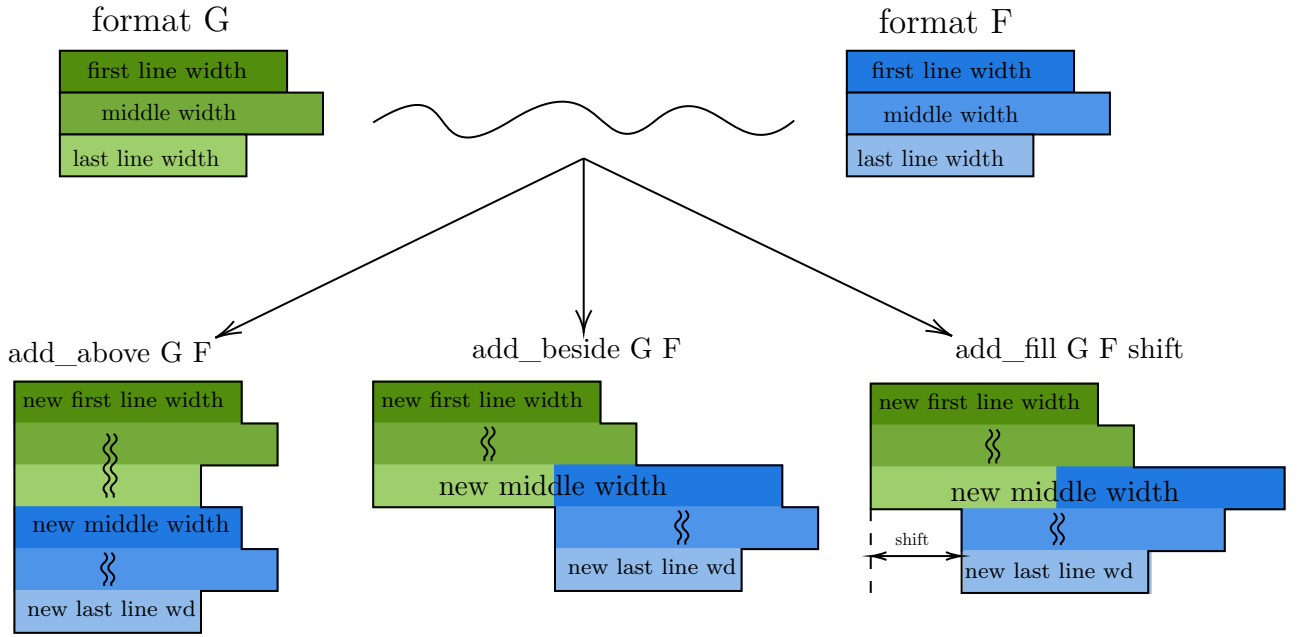 format G
format F
first line width
middle width
last line width
first line width
middle width
last line width
add_above G F
add_beside G F
add_fill G F shift
new first line width
new middle width
new last line wd
new first line width
new middle width
new last line wd
new first line width
new middle width
shift
new last line wd